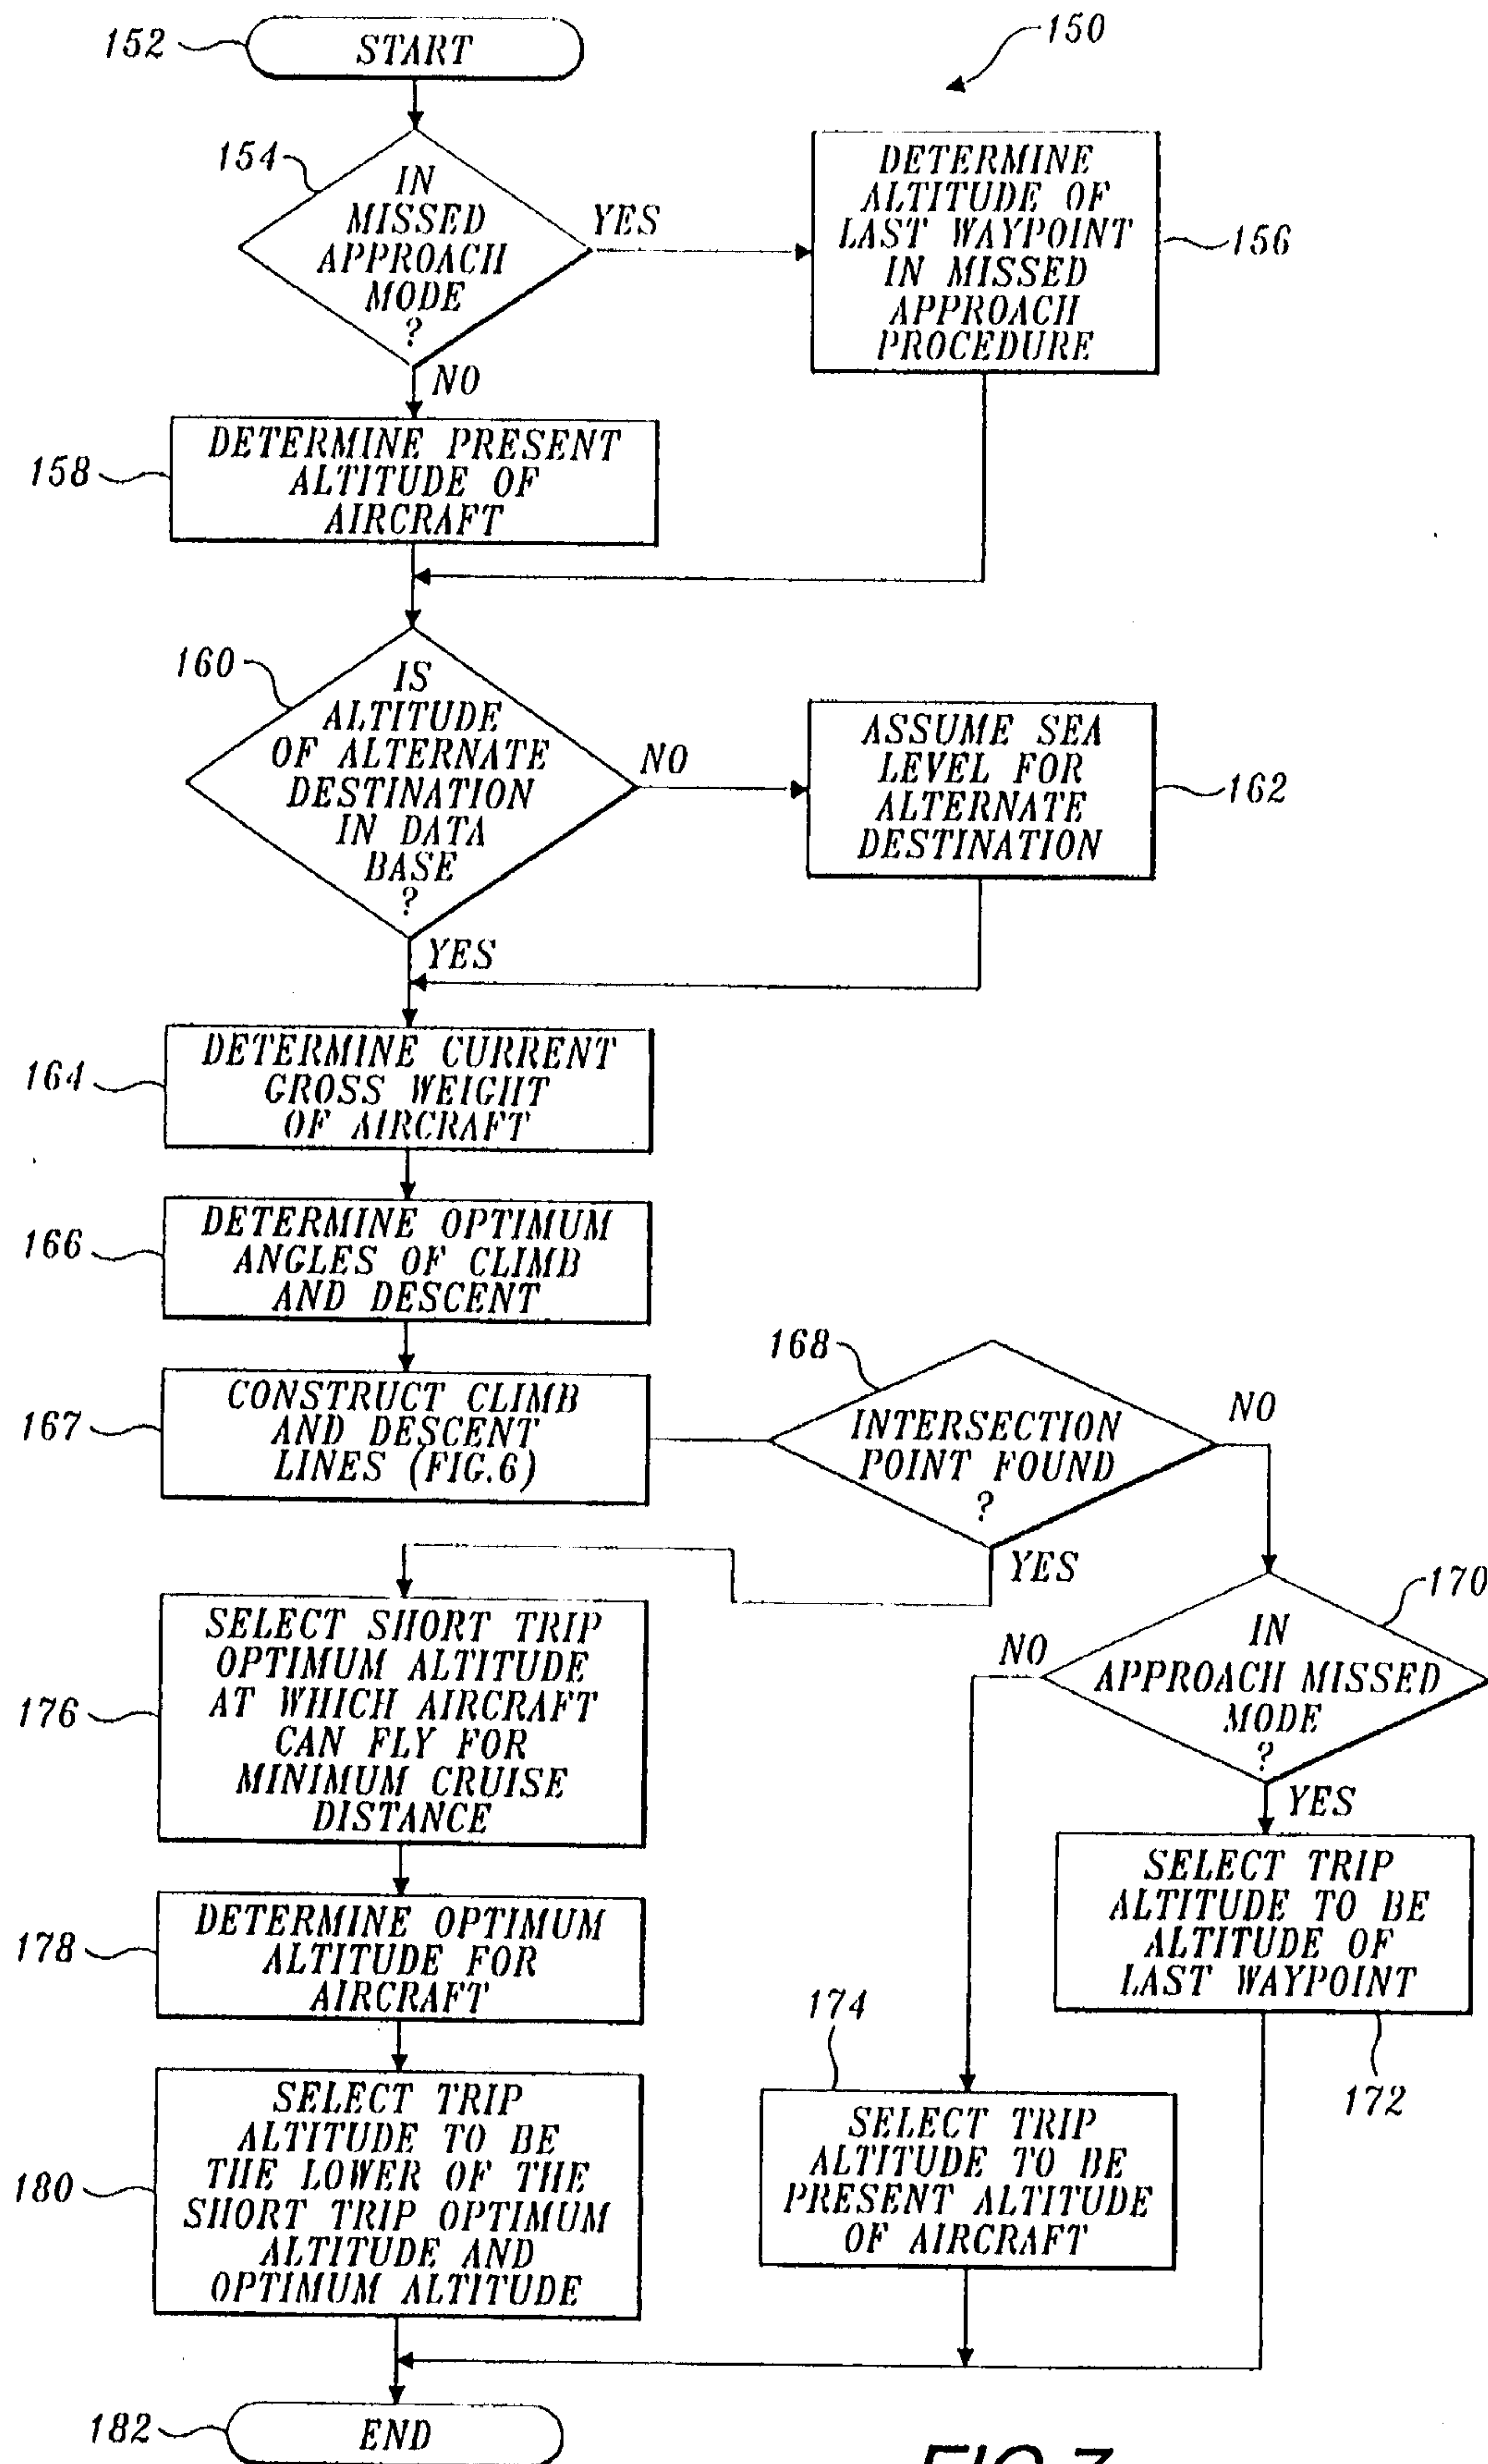 150
152
START
154
IN
MISSED
APPROACH
MODE
?
YES
DETERMINE
ALTITUDE OF
LAST WAYPOINT
IN MISSED
APPROACH
PROCEDURE
156
NO
158
DETERMINE PRESENT
ALTITUDE OF
AIRCRAFT
160
IS
ALTITUDE
OF ALTERNATE
DESTINATION
IN DATA
BASE
?
NO
ASSUME SEA
LEVEL FOR
ALTERNATE
DESTINATION
162
YES
164
DETERMINE CURRENT
GROSS WEIGHT
OF AIRCRAFT
166
DETERMINE OPTIMUM
ANGLES OF CLIMB
AND DESCENT
167
CONSTRUCT CLIMB
AND DESCENT
LINES (FIG.6)
168
INTERSECTION
POINT FOUND
?
NO
YES
170
IN
APPROACH MISSED
MODE
?
NO
YES
176
SELECT SHORT TRIP
OPTIMUM ALTITUDE
AT WHICH AIRCRAFT
CAN FLY FOR
MINIMUM CRUISE
DISTANCE
SELECT TRIP
ALTITUDE TO BE
ALTITUDE OF
LAST WAYPOINT
172
178
DETERMINE OPTIMUM
ALTITUDE FOR
AIRCRAFT
174
SELECT TRIP
ALTITUDE TO BE
PRESENT ALTITUDE
OF AIRCRAFT
180
SELECT TRIP
ALTITUDE TO BE
THE LOWER OF THE
SHORT TRIP OPTIMUM
ALTITUDE AND
OPTIMUM ALTITUDE
182
END